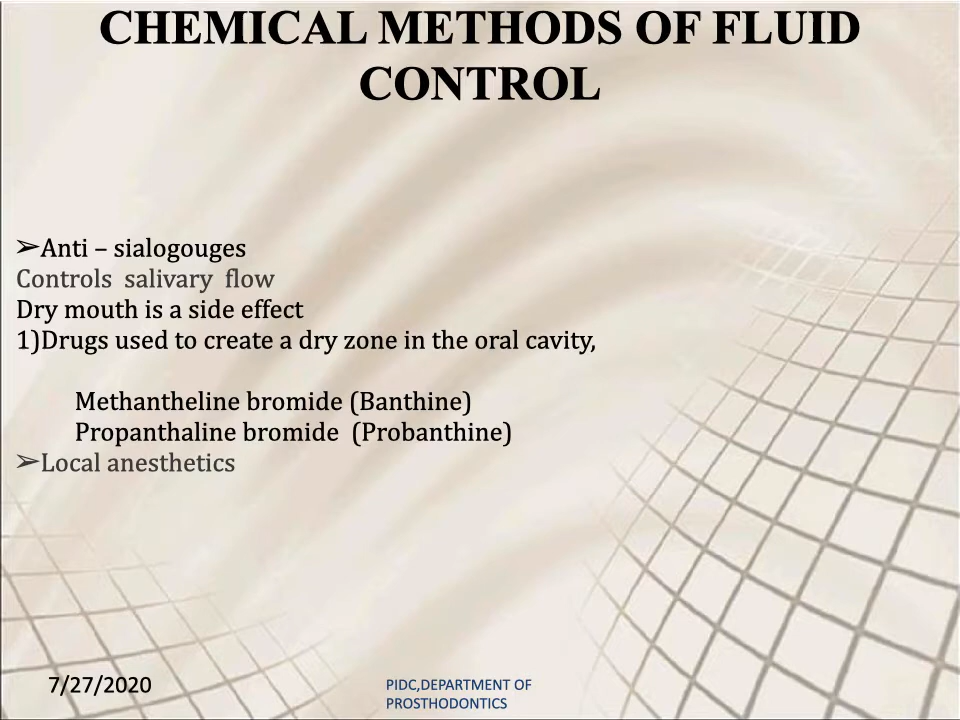 CHEMICAL METHODS OF FLUID
CONTROL
➢Anti – sialogouges
Controls salivary flow
Dry mouth is a side effect
1)Drugs used to create a dry zone in the oral cavity,
Methantheline bromide (Banthine)
Propanthaline bromide (Probanthine)
➢Local anesthetics
7/27/2020
PIDC,DEPARTMENT OF
PROSTHODONTICS